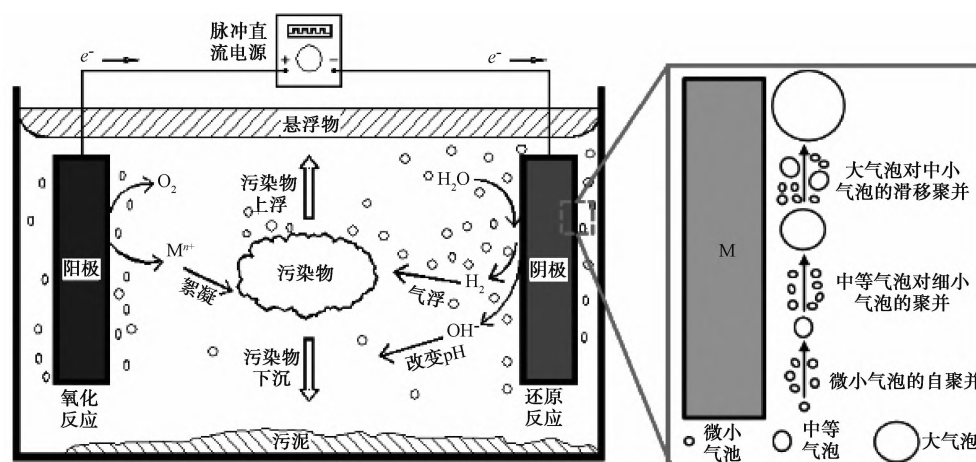 脉冲直
流电源
+
−
e⁻
e⁻
悬浮物
O₂
污染物
上浮
H₂O
Mⁿ⁺
阳极
污染物
阴极
絮凝
H₂
气浮
OH⁻
改变pH
污染物
下沉
氧化
反应
还原
反应
污泥
M
大气泡对中小
气泡的滑移聚并
中等气泡对细小
气泡的聚并
微小气泡的自聚并
微小
气池
中等
气泡
大气泡